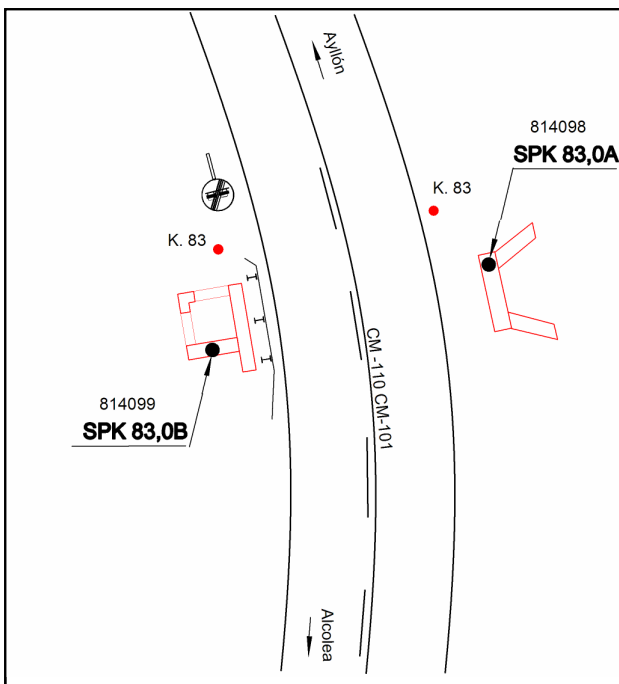 Ayllón
814098
SPK 83,0A
K. 83
K. 83
CM -110 CM-101
814099
SPK 83,0B
Alcolea